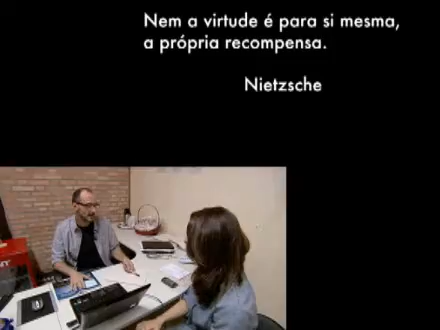 Nem a virtude é para si mesma,
a própria recompensa.
Nietzsche